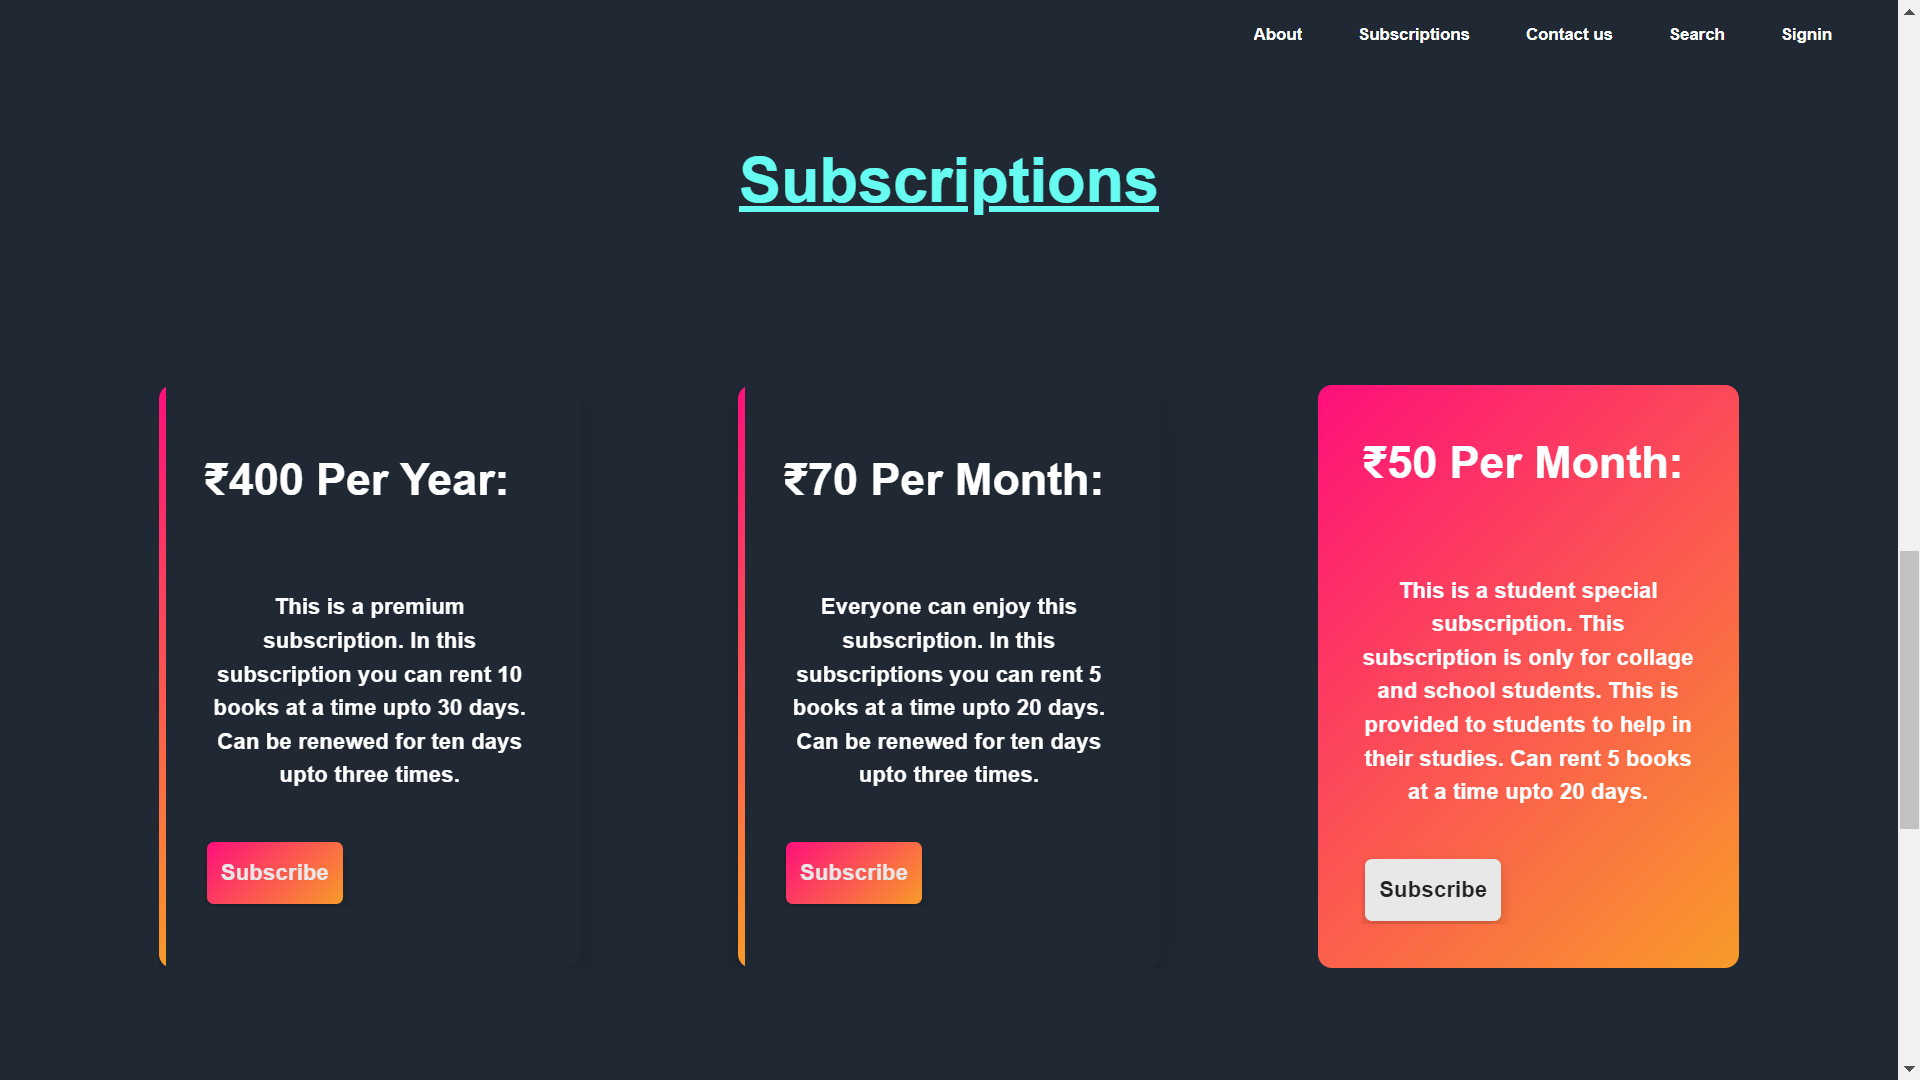 About Subscriptions Contact us Search Signin
Subscriptions
₹400 Per Year:
This is a premium
subscription. In this
subscription you can rent 10
books at a time upto 30 days.
Can be renewed for ten days
upto three times.
Subscribe
₹70 Per Month:
Everyone can enjoy this
subscription. In this
subscriptions you can rent 5
books at a time upto 20 days.
Can be renewed for ten days
upto three times.
Subscribe
₹50 Per Month:
This is a student special
subscription. This
subscription is only for collage
and school students. This is
provided to students to help in
their studies. Can rent 5 books
at a time upto 20 days.
Subscribe